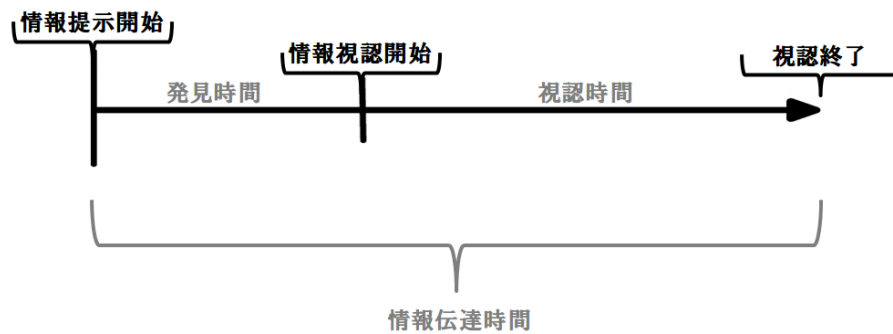 情報提示開始
情報視認開始
視認終了
発見時間
視認時間
情報伝達時間